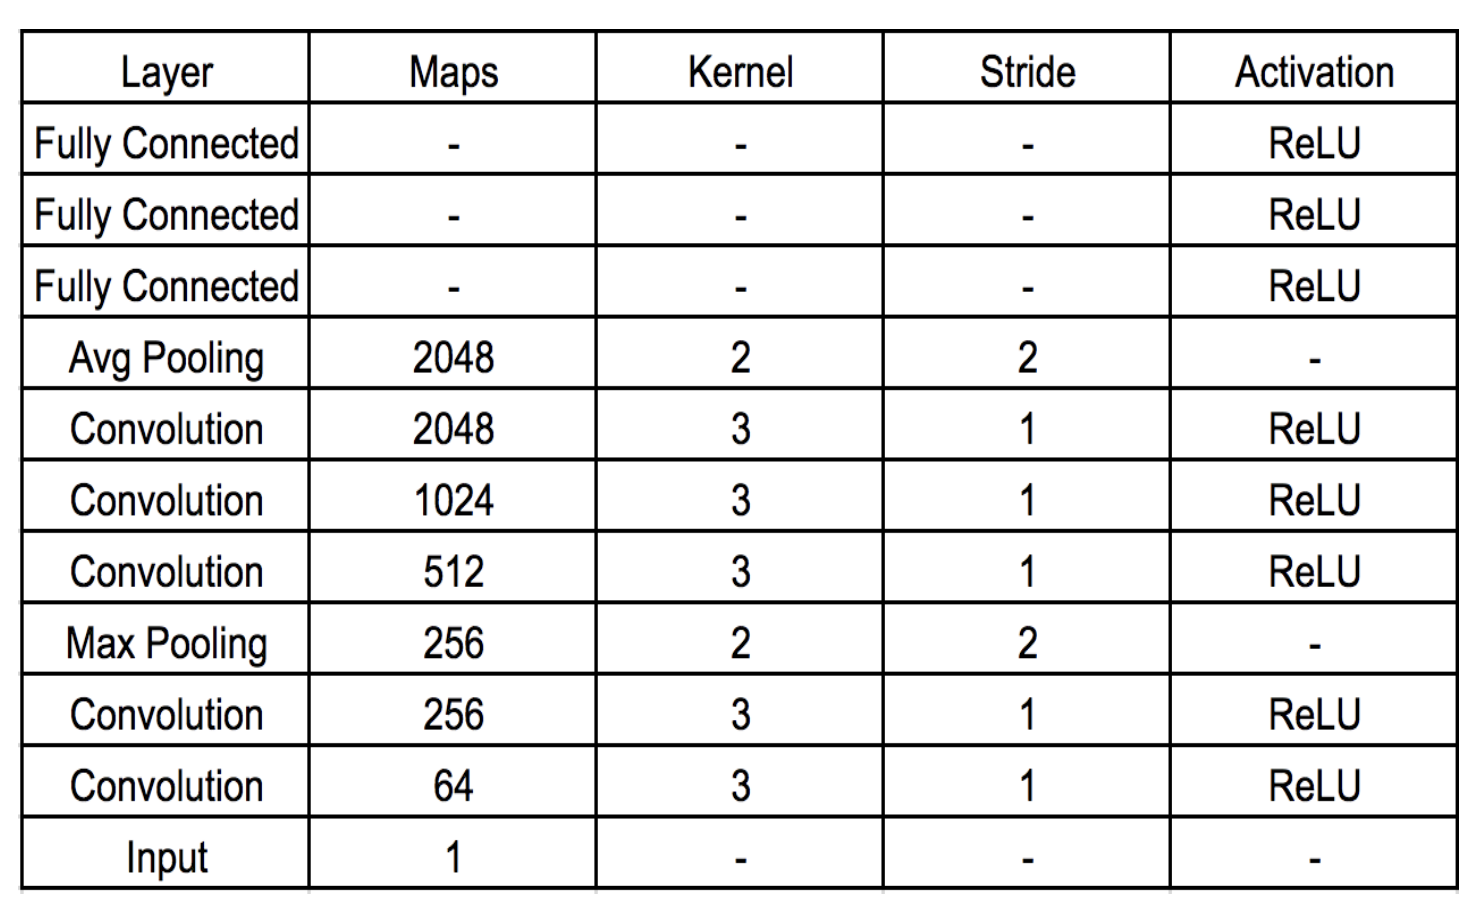 Layer Maps Kernel Stride Activation
Fully Connected - - - ReLU
Fully Connected - - - ReLU
Fully Connected - - - ReLU
Avg Pooling 2048 2 2 -
Convolution 2048 3 1 ReLU
Convolution 1024 3 1 ReLU
Convolution 512 3 1 ReLU
Max Pooling 256 2 2 -
Convolution 256 3 1 ReLU
Convolution 64 3 1 ReLU
Input 1 - - -